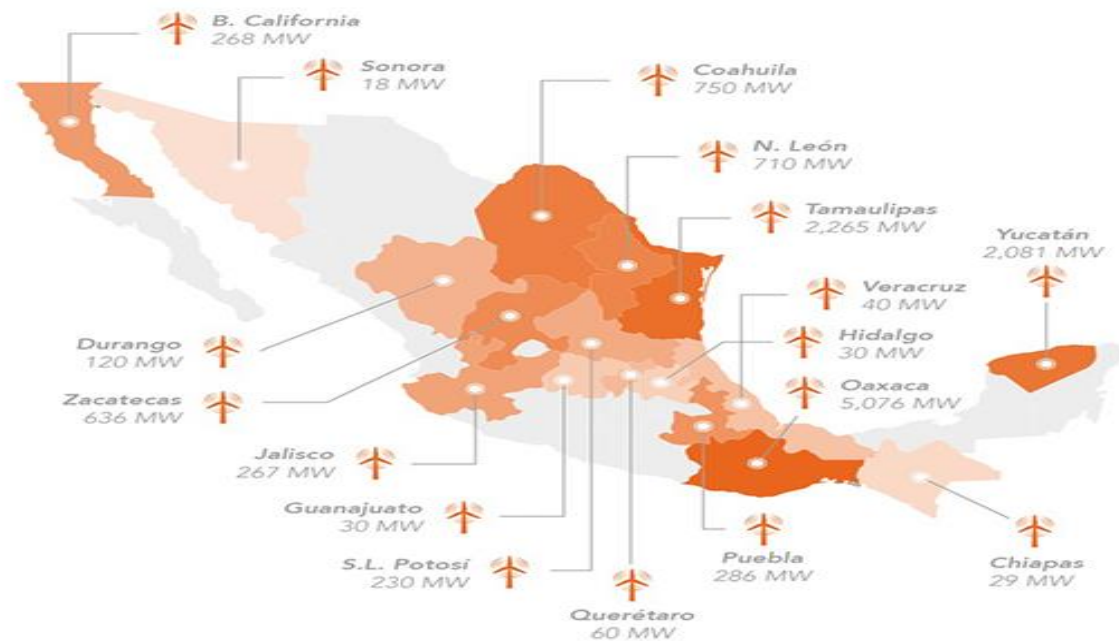 B. California
268 MW
Sonora
18 MW
Coahuila
750 MW
N. León
710 MW
Tamaulipas
2,265 MW
Yucatán
2,081 MW
Veracruz
40 MW
Hidalgo
30 MW
Durango
120 MW
Oaxaca
5,076 MW
Zacatecas
636 MW
Jalisco
267 MW
Guanajuato
30 MW
S.L. Potosí
230 MW
Puebla
286 MW
Chiapas
29 MW
Querétaro
60 MW